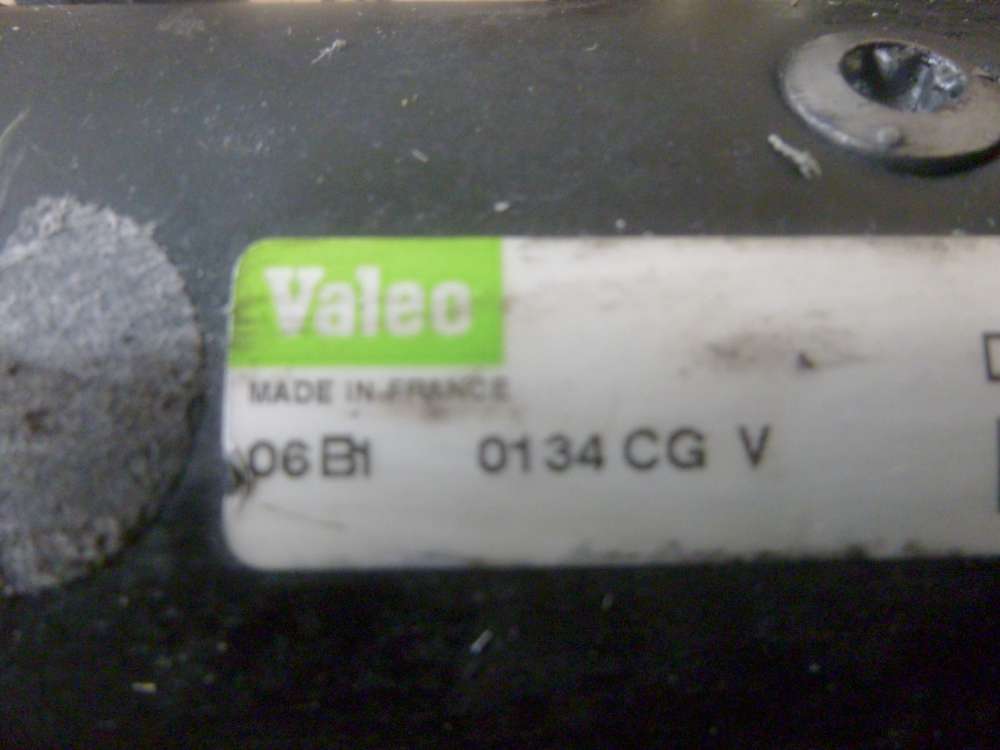 Valeo
MADE IN FRANCE
06B1 0134 CG V